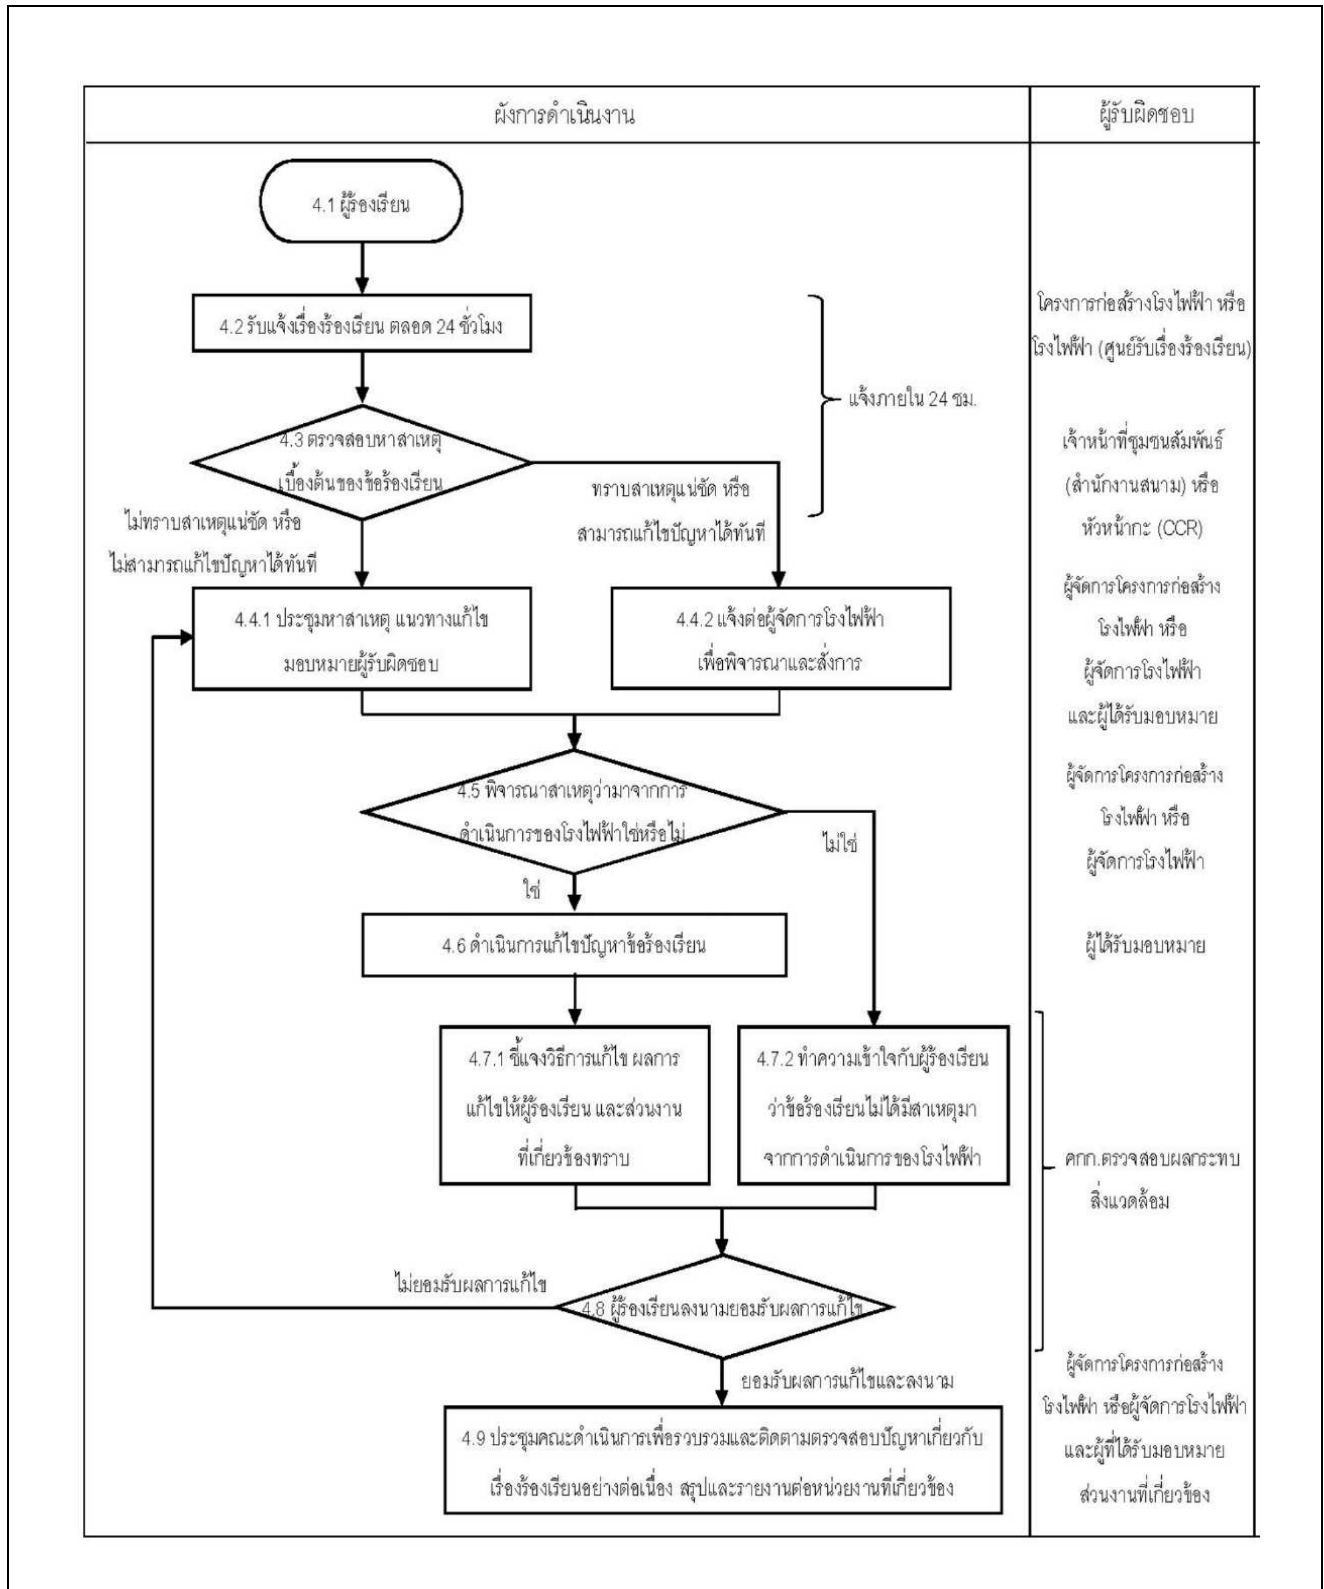 ผังการดำเนินงาน
ผู้รับผิดชอบ
4.1 ผู้ร้องเรียน
4.2 รับแจ้งเรื่องร้องเรียน ตลอด 24 ชั่วโมง
โครงการก่อสร้างโรงไฟฟ้า หรือ
โรงไฟฟ้า (ศูนย์รับเรื่องร้องเรียน)
แจ้งภายใน 24 ชม.
4.3 ตรวจสอบหาสาเหตุ
เบื้องต้นของข้อร้องเรียน
เจ้าหน้าที่ชุมชนสัมพันธ์
(สำนักงานสนาม) หรือ
หัวหน้ากะ (CCR)
ไม่ทราบสาเหตุแน่ชัด หรือ
ไม่สามารถแก้ไขปัญหาได้ทันที
ทราบสาเหตุแน่ชัด หรือ
สามารถแก้ไขปัญหาได้ทันที
4.4.1 ประชุมหาสาเหตุ แนวทางแก้ไข
มอบหมายผู้รับผิดชอบ
4.4.2 แจ้งต่อผู้จัดการโรงไฟฟ้า
เพื่อพิจารณาและสั่งการ
ผู้จัดการโครงการก่อสร้าง
โรงไฟฟ้า หรือ
ผู้จัดการโรงไฟฟ้า
และผู้ได้รับมอบหมาย
4.5 พิจารณาสาเหตุว่ามาจากการ
ดำเนินการของโรงไฟฟ้าใช่หรือไม่
ผู้จัดการโครงการก่อสร้าง
โรงไฟฟ้า หรือ
ผู้จัดการโรงไฟฟ้า
ใช่
ไม่ใช่
4.6 ดำเนินการแก้ไขปัญหาข้อร้องเรียน
ผู้ได้รับมอบหมาย
4.7.1 ชี้แจงวิธีการแก้ไข ผลการ
แก้ไขให้ผู้ร้องเรียน และส่วนงาน
ที่เกี่ยวข้องทราบ
4.7.2 ทำความเข้าใจกับผู้ร้องเรียน
ว่าข้อร้องเรียนไม่ได้มีสาเหตุมา
จากการดำเนินการของโรงไฟฟ้า
คกก.ตรวจสอบผลกระทบ
สิ่งแวดล้อม
ไม่ยอมรับผลการแก้ไข
4.8 ผู้ร้องเรียนลงนามยอมรับผลการแก้ไข
ยอมรับผลการแก้ไขและลงนาม
4.9 ประชุมคณะดำเนินการเพื่อรวบรวมและติดตามตรวจสอบปัญหาเกี่ยวกับ
เรื่องร้องเรียนอย่างต่อเนื่อง สรุปและรายงานต่อหน่วยงานที่เกี่ยวข้อง
ผู้จัดการโครงการก่อสร้าง
โรงไฟฟ้า หรือผู้จัดการโรงไฟฟ้า
และผู้ที่ได้รับมอบหมาย
ส่วนงานที่เกี่ยวข้อง